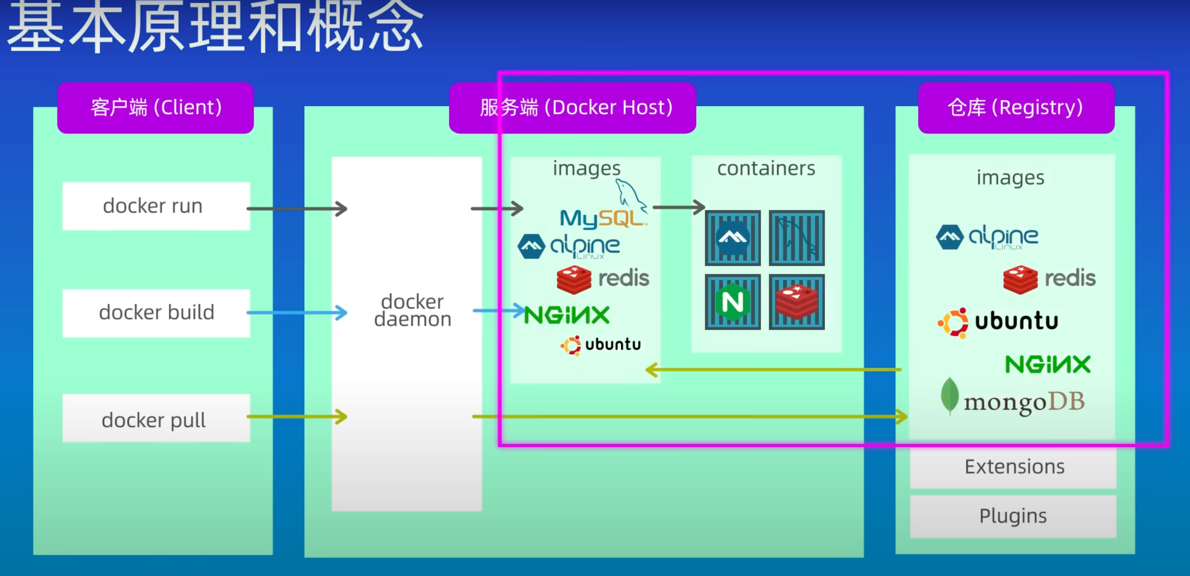 基本原理和概念
客户端 (Client)
docker run
docker build
docker pull
服务端 (Docker Host)
docker
daemon
images
MySQL
alpine
LINUX
redis
NGINX
ubuntu
containers
N
仓库 (Registry)
images
alpine
LINUX
redis
ubuntu
NGINX
mongoDB
Extensions
Plugins